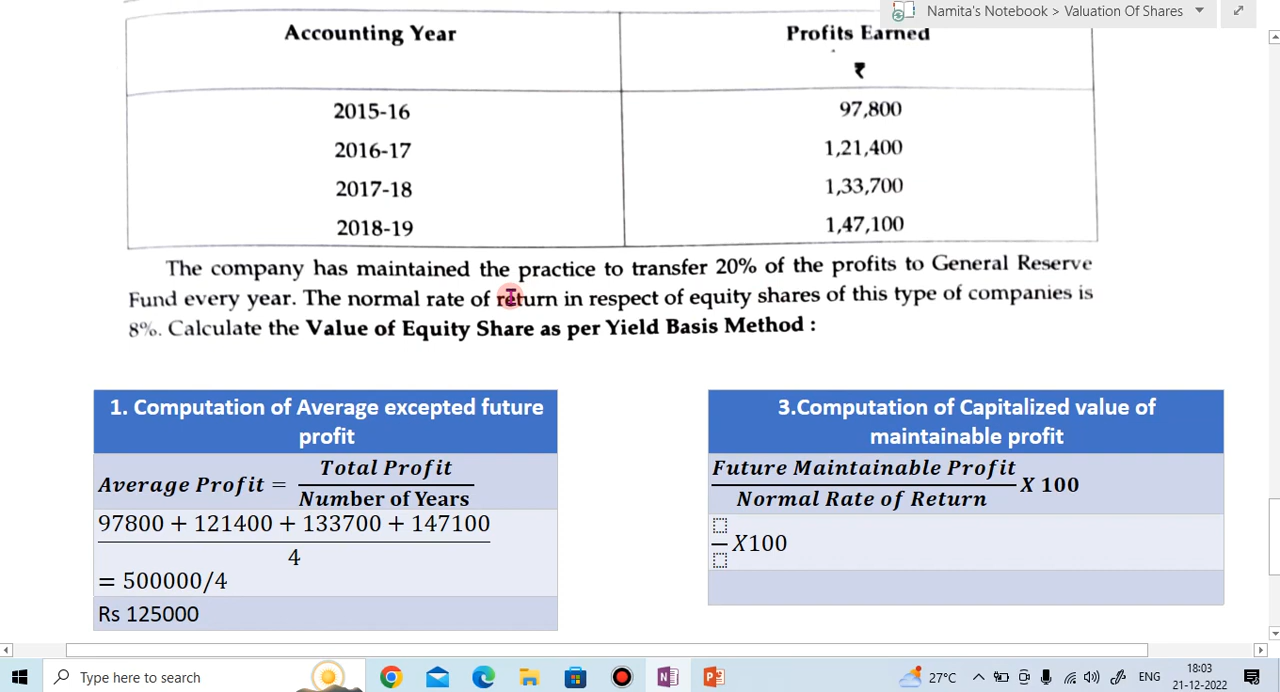 Namita's Notebook > Valuation Of Shares
Accounting Year Profits Earned
₹
2015-16 97,800
2016-17 1,21,400
2017-18 1,33,700
2018-19 1,47,100
The company has maintained the practice to transfer 20% of the profits to General Reserve
Fund every year. The normal rate of return in respect of equity shares of this type of companies is
8%. Calculate the Value of Equity Share as per Yield Basis Method :
1. Computation of Average excepted future
profit
Average Profit = Total Profit
Number of Years
97800 + 121400 + 133700 + 147100
4
= 500000/4
Rs 125000
3.Computation of Capitalized value of
maintainable profit
Future Maintainable Profit
Normal Rate of Return X 100
X100
Type here to search
27°C
ENG
18:03
21-12-2022